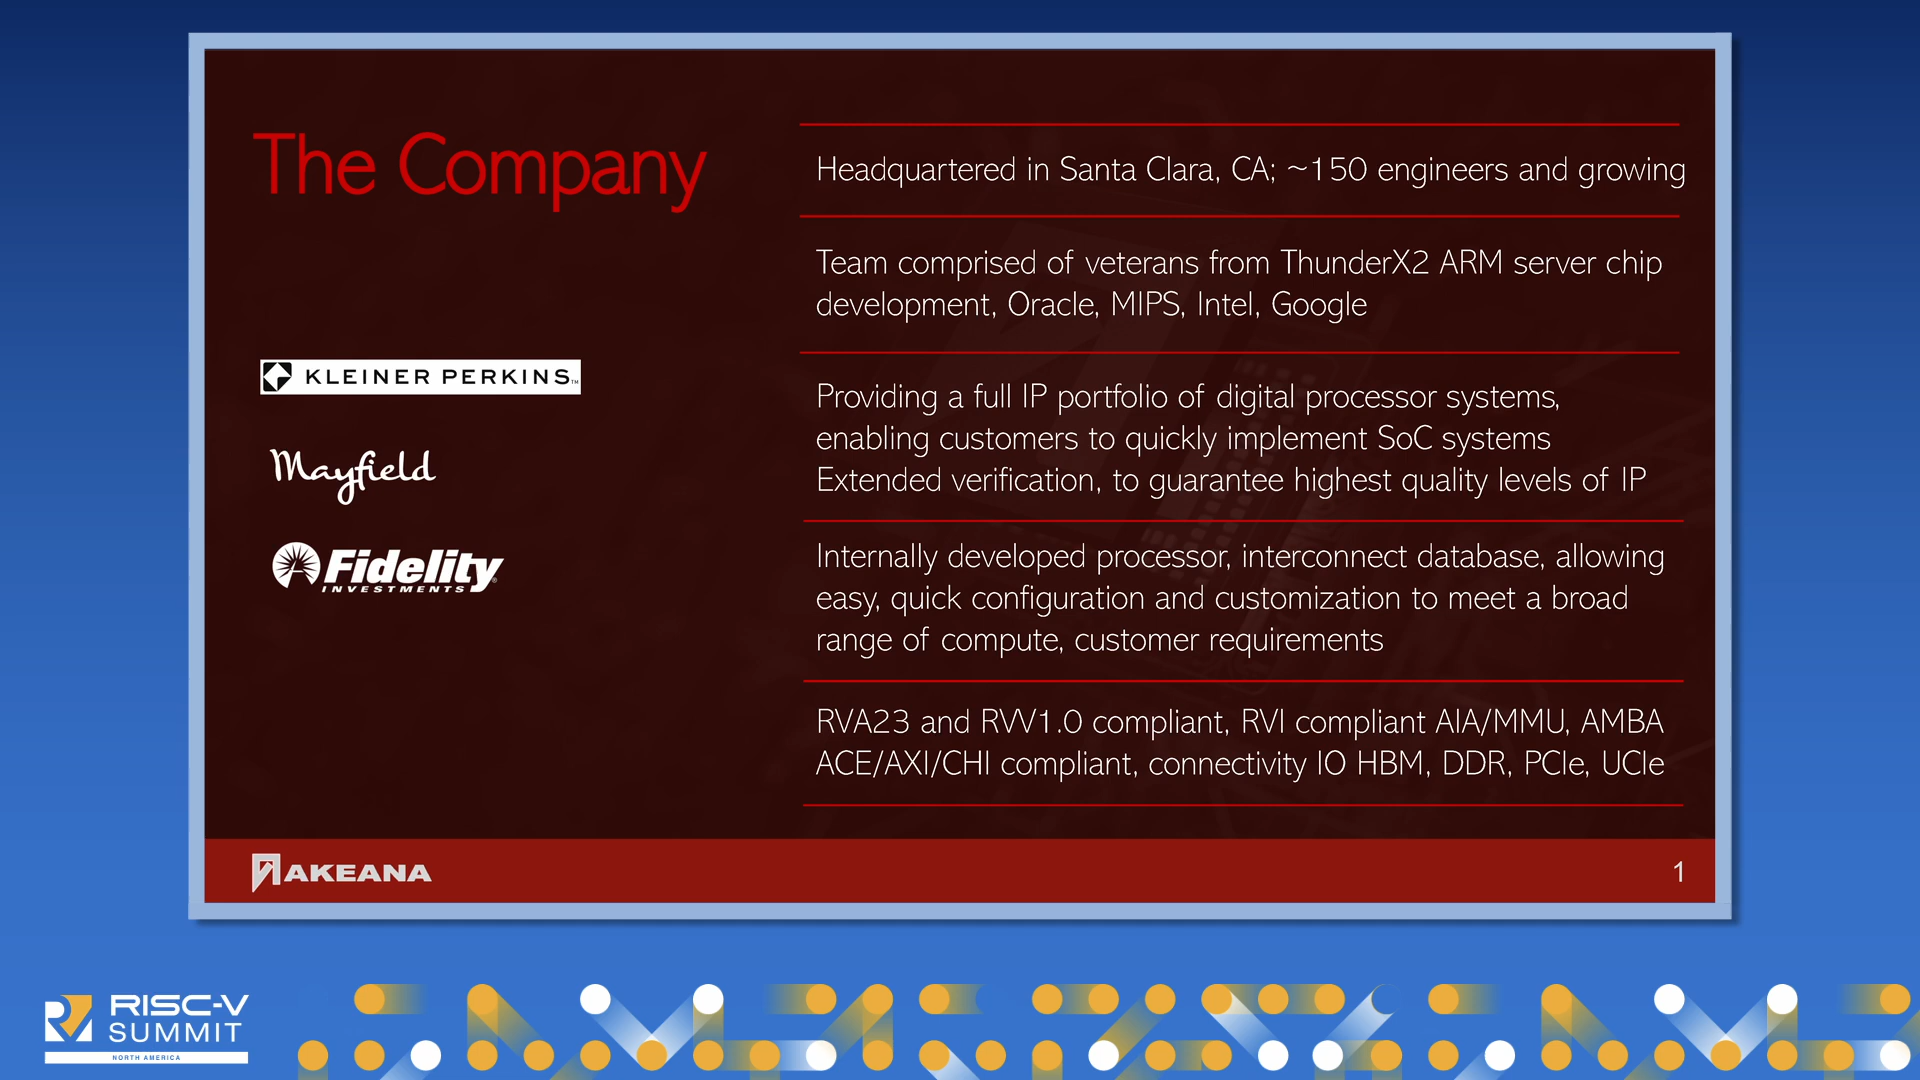 The Company
KLEINER PERKINS™
Mayfield
Fidelity
INVESTMENTS®
Headquartered in Santa Clara, CA; ~150 engineers and growing
Team comprised of veterans from ThunderX2 ARM server chip
development, Oracle, MIPS, Intel, Google
Providing a full IP portfolio of digital processor systems,
enabling customers to quickly implement SoC systems
Extended verification, to guarantee highest quality levels of IP
Internally developed processor, interconnect database, allowing
easy, quick configuration and customization to meet a broad
range of compute, customer requirements
RVA23 and RVV1.0 compliant, RVI compliant AIA/MMU, AMBA
ACE/AXI/CHI compliant, connectivity IO HBM, DDR, PCIe, UCIe
AKEANA
1
RISC-V
SUMMIT
NORTH AMERICA